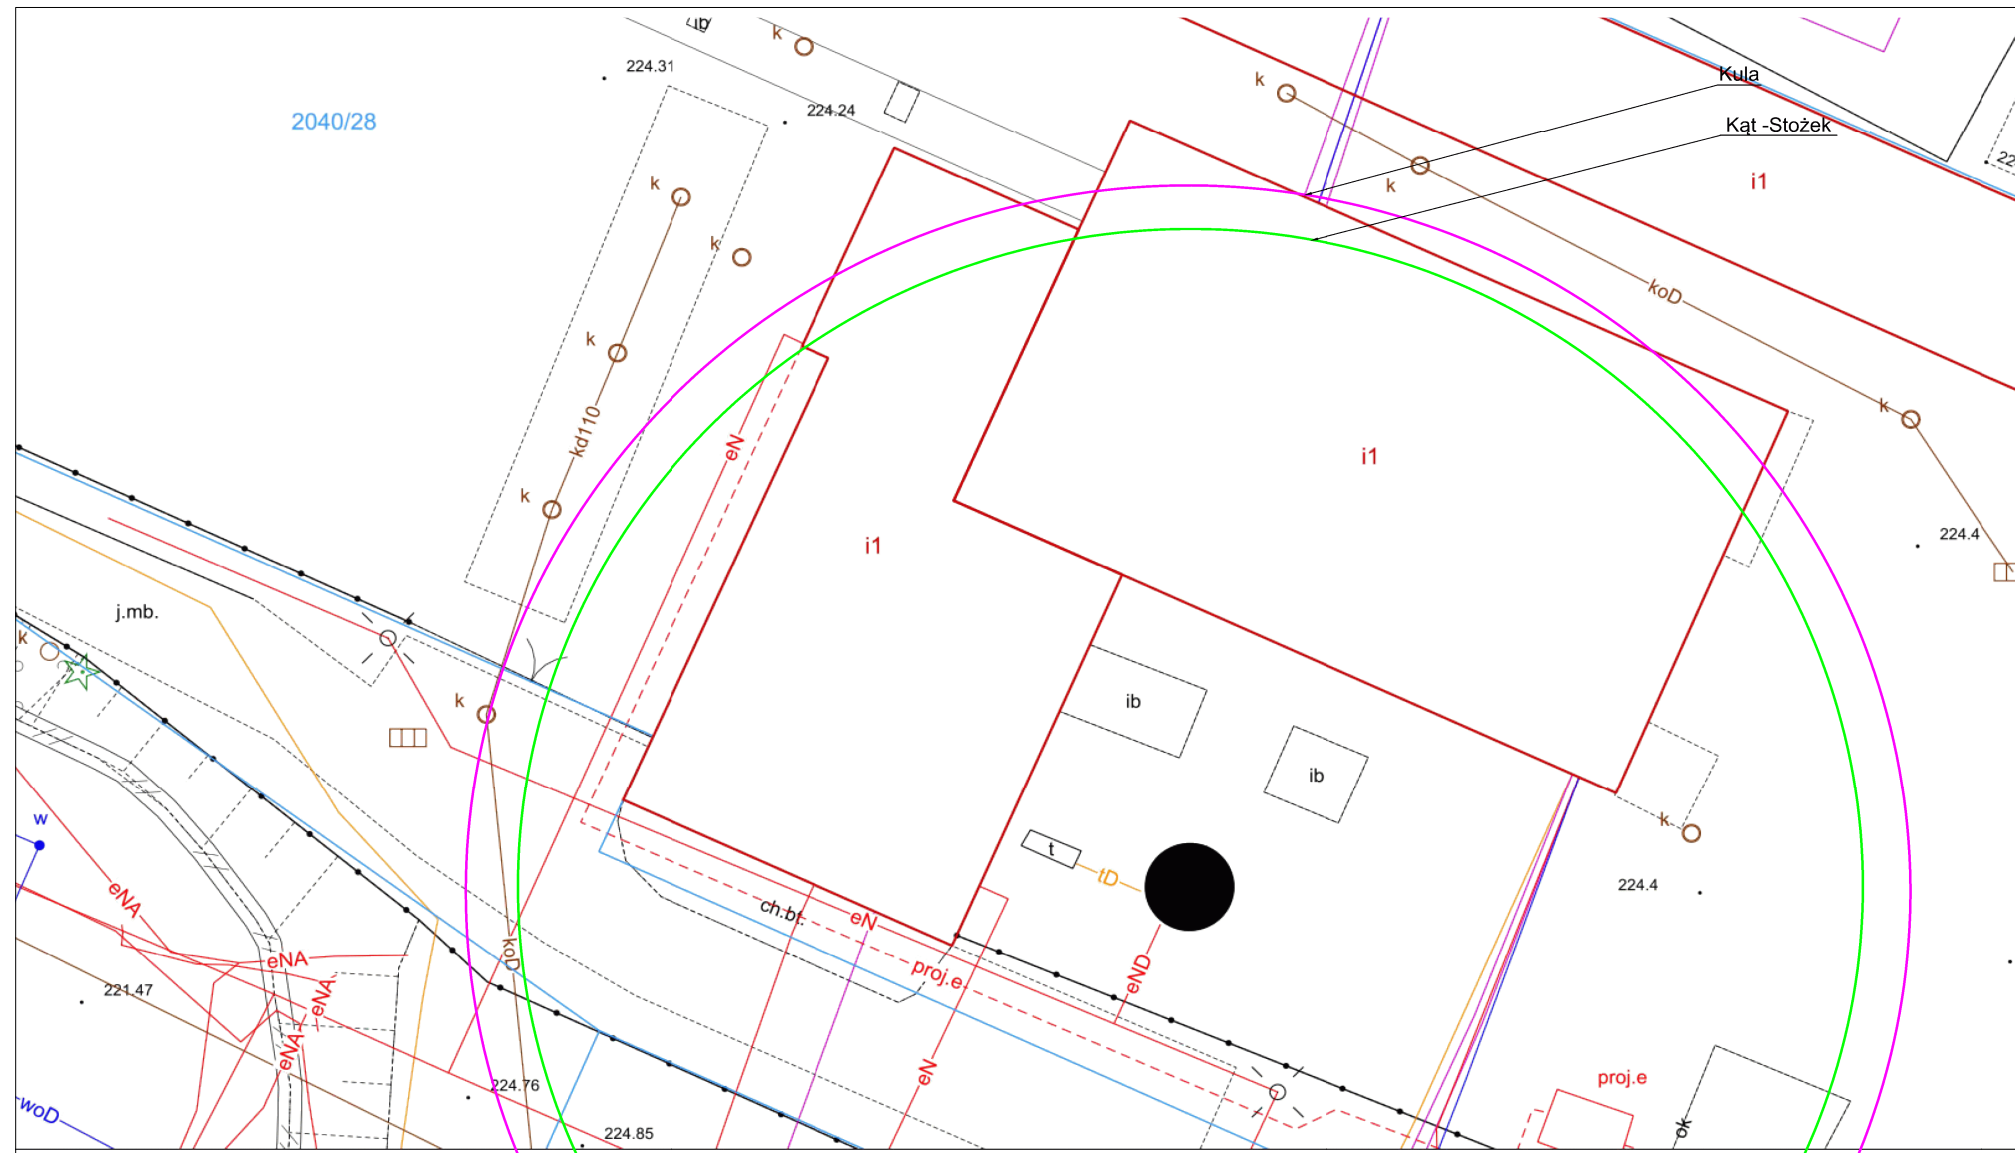 ib
k
224.31
k
Kula
2040/28
224.24
Kąt -Stożek
22
k
i1
k
k
koD
k
k
kd110
eN
i1
k
i1
224.4
j.mb.
k
ib
k
ib
w
k
t
tD
224.4
eNA
ch.bt.
eN
koD
eNA
proj.e
eND
221.47
eNA
eNA
eN
224.76
proj.e
woD
224.85
ok